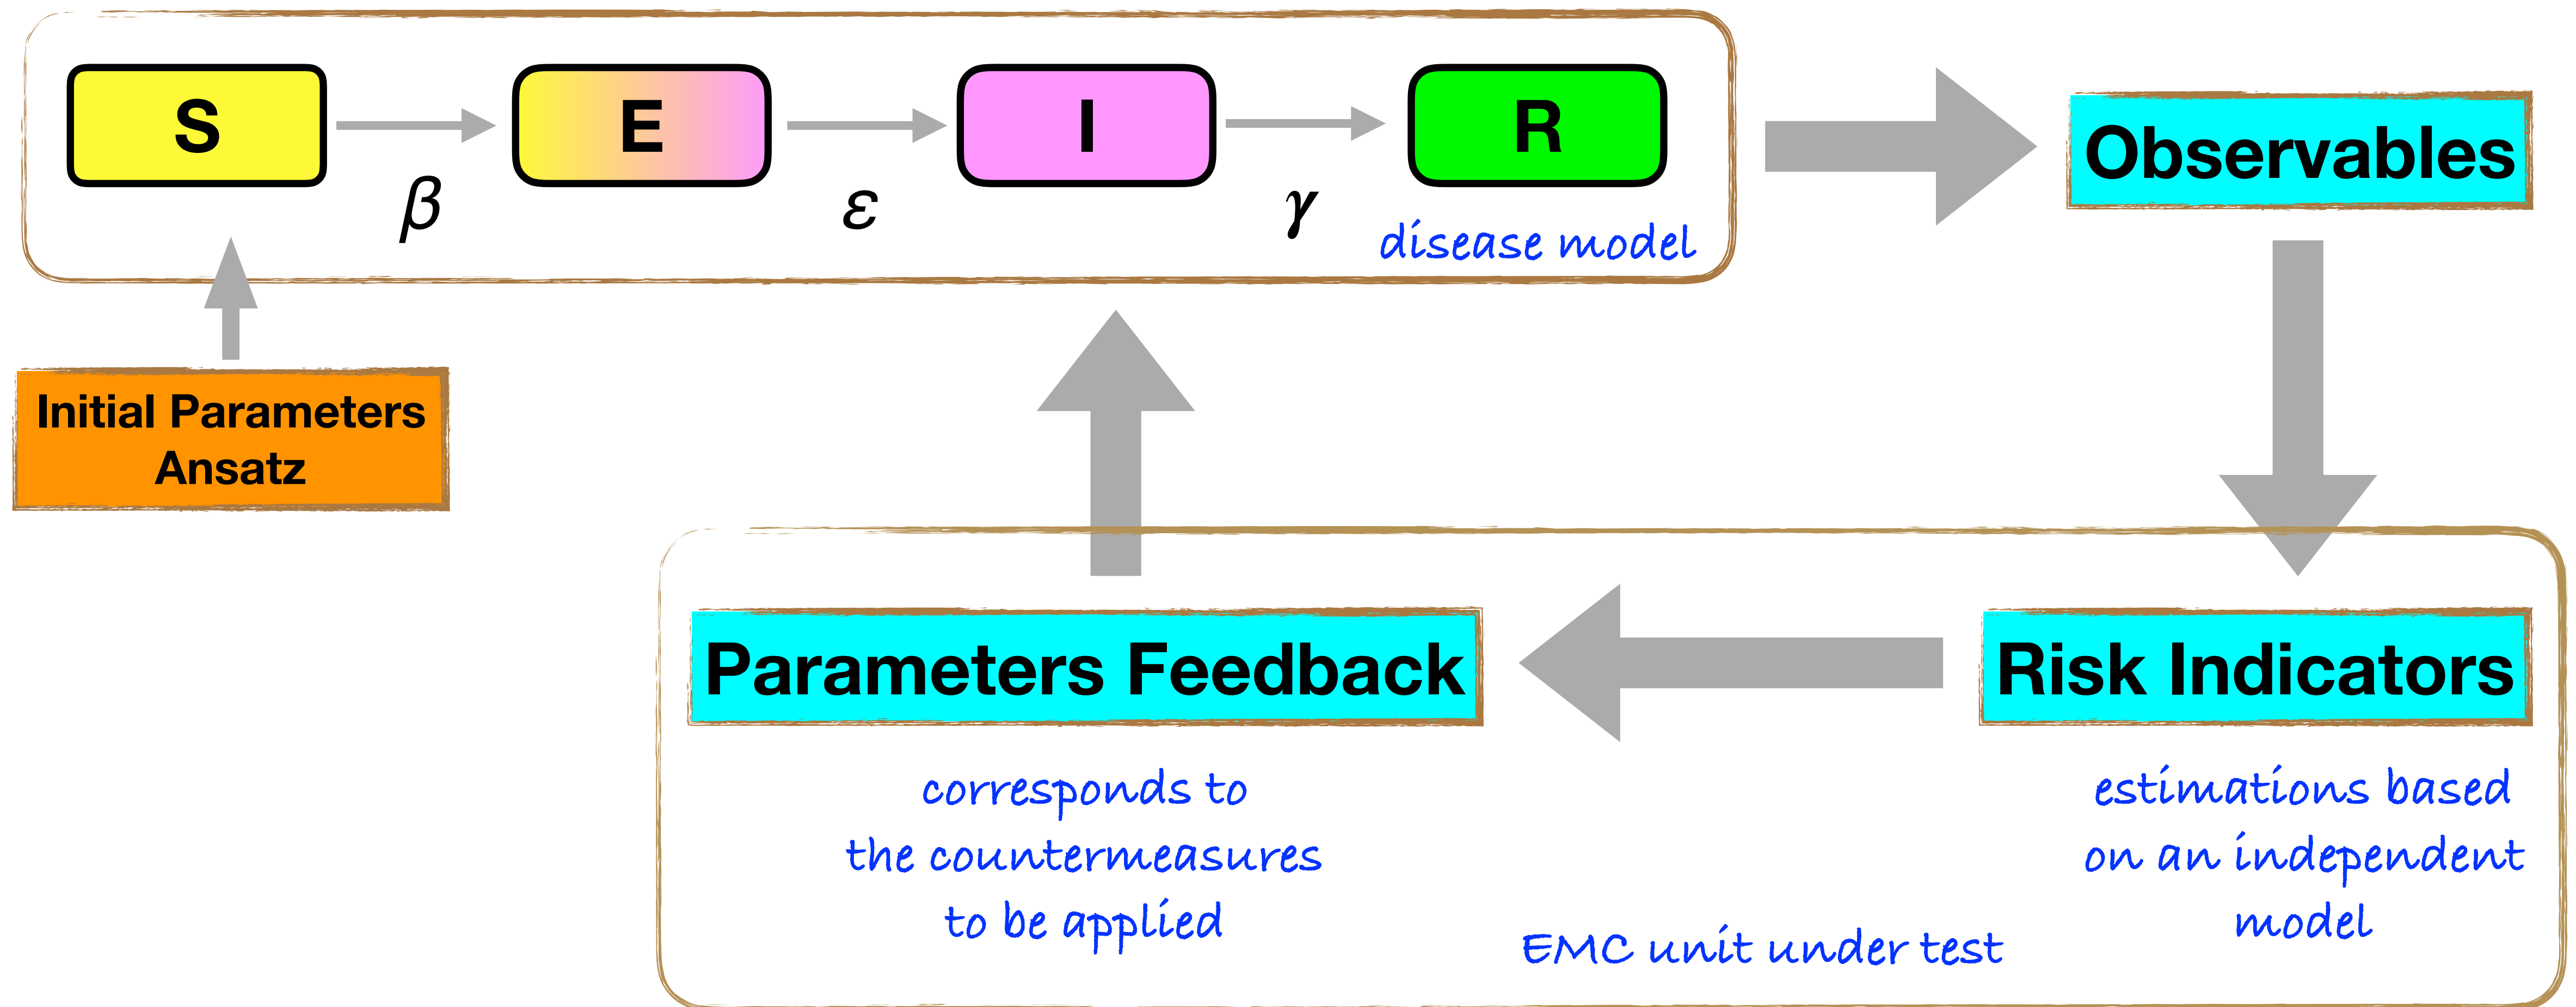 S
E
I
R
β
ε
γ
disease model
Observables
Initial Parameters
Ansatz
Parameters Feedback
Risk Indicators
corresponds to
the countermeasures
to be applied
estimations based
on an independent
model
EMC unit under test